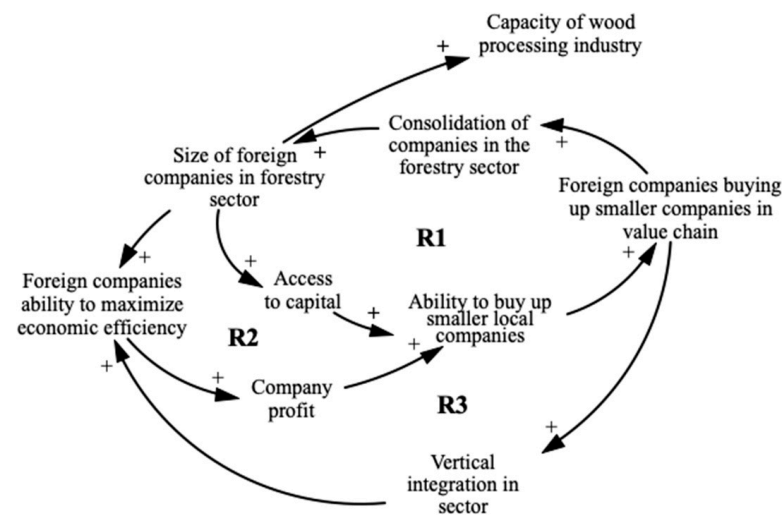 Capacity of wood
processing industry
+
Consolidation of
companies in the
forestry sector
+
+
Size of foreign
companies in forestry
sector
Foreign companies buying
up smaller companies in
value chain
R1
+
+
+
Foreign companies
ability to maximize
economic efficiency
Access
to capital
+
Ability to buy up
smaller local
companies
R2
+
+
+
Company
profit
R3
+
Vertical
integration in
sector